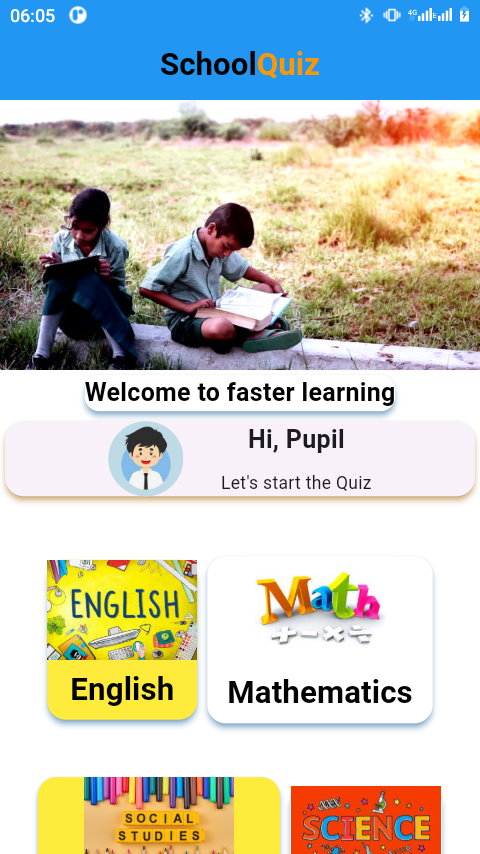 06:05
4G
SchoolQuiz
Welcome to faster learning
Hi, Pupil
Let's start the Quiz
ENGLISH
Math
+−×÷
English
Mathematics
SOCIAL
STUDIES
SCIENCE